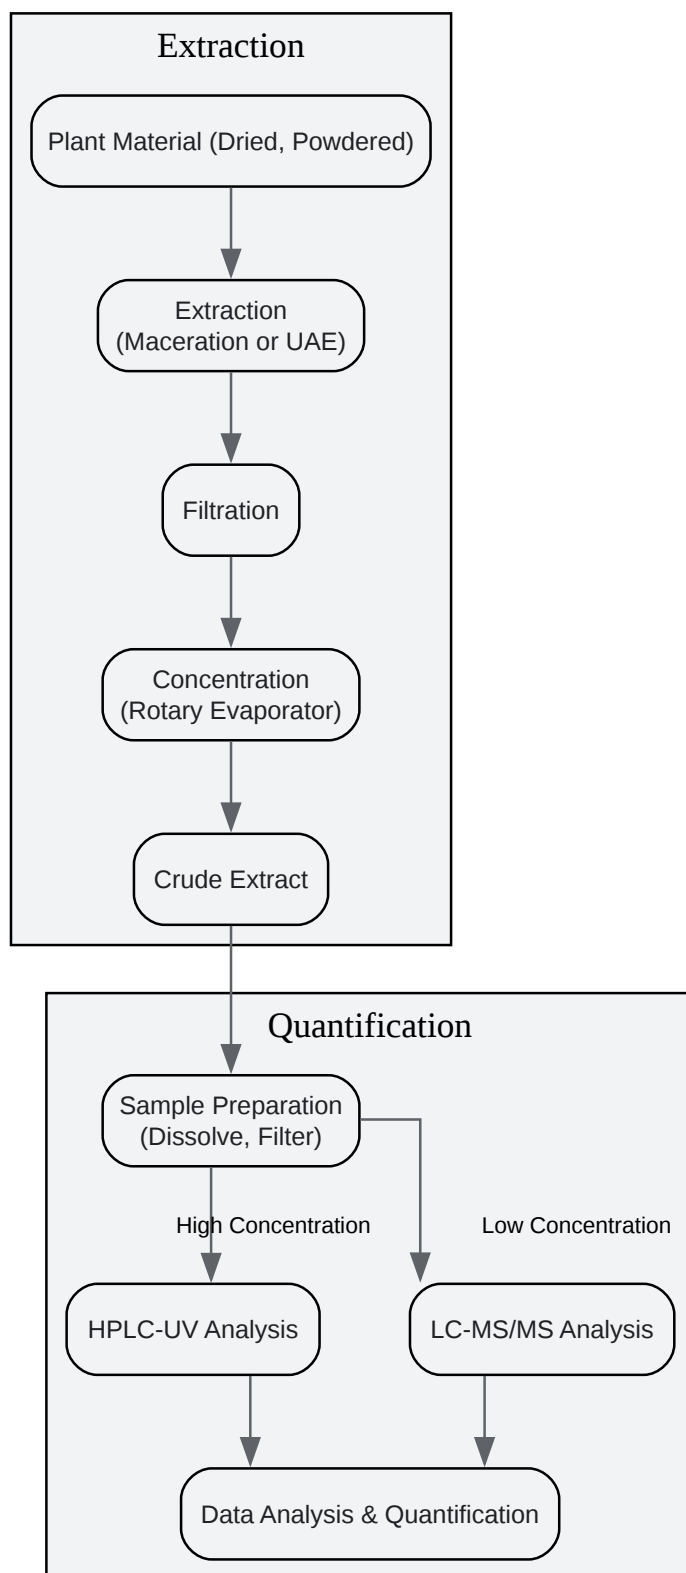 Extraction
Plant Material (Dried, Powdered)
Extraction
(Maceration or UAE)
Filtration
Concentration
(Rotary Evaporator)
Crude Extract
Quantification
Sample Preparation
(Dissolve, Filter)
High Concentration
Low Concentration
HPLC-UV Analysis
LC-MS/MS Analysis
Data Analysis & Quantification